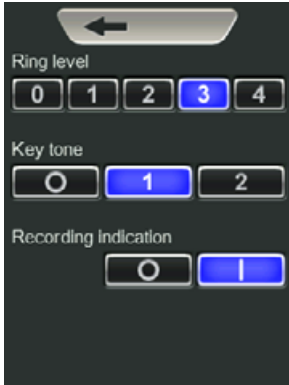 Ring level
0 1 2 3 4
Key tone
O 1 2
Recording indication
O I